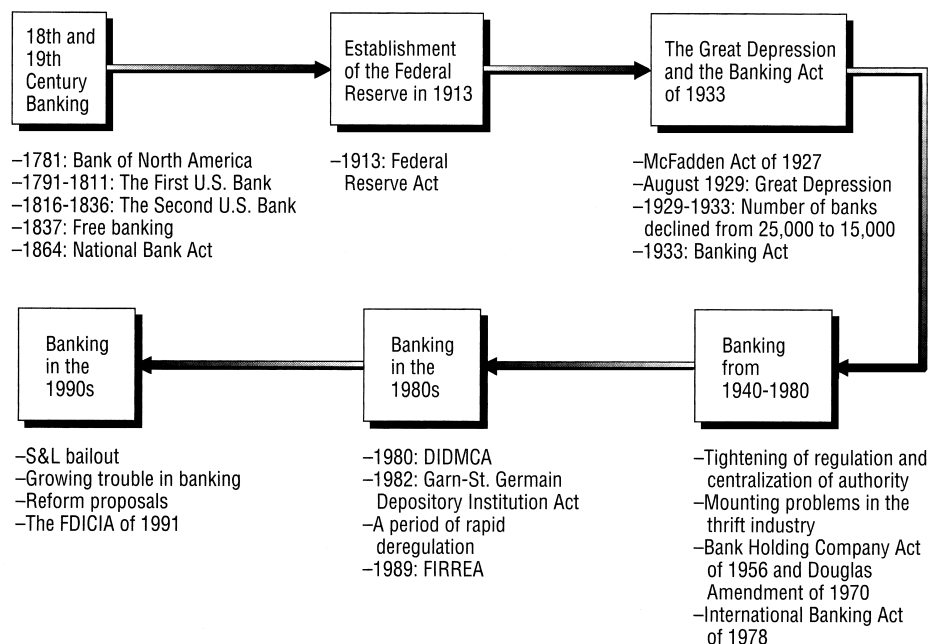 18th and
19th
Century
Banking
–1781: Bank of North America
–1791-1811: The First U.S. Bank
–1816-1836: The Second U.S. Bank
–1837: Free banking
–1864: National Bank Act
Establishment
of the Federal
Reserve in 1913
–1913: Federal
Reserve Act
The Great Depression
and the Banking Act
of 1933
–McFadden Act of 1927
–August 1929: Great Depression
–1929-1933: Number of banks
declined from 25,000 to 15,000
–1933: Banking Act
Banking
from
1940-1980
–Tightening of regulation and
centralization of authority
–Mounting problems in the
thrift industry
–Bank Holding Company Act
of 1956 and Douglas
Amendment of 1970
–International Banking Act
of 1978
Banking
in the
1980s
–1980: DIDMCA
–1982: Garn-St. Germain
Depository Institution Act
–A period of rapid
deregulation
–1989: FIRREA
Banking
in the
1990s
–S&L bailout
–Growing trouble in banking
–Reform proposals
–The FDICIA of 1991